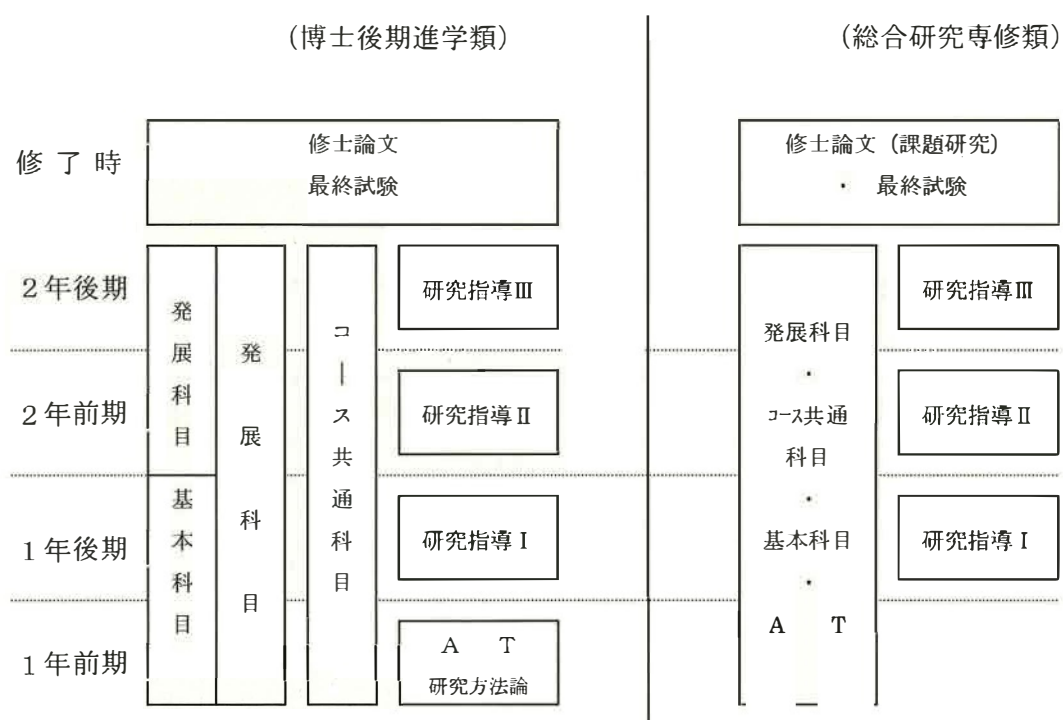 (博士後期進学類)
(総合研究専修類)
修了時
修士論文
最終試験
修士論文(課題研究)
・ 最終試験
2年後期
2年前期
1年後期
1年前期
発展科目
基本科目
発展科目
コース共通科目
研究指導Ⅲ
研究指導Ⅱ
研究指導Ⅰ
A T
研究方法論
発展科目
・
コース共通
科目
・
基本科目
・
A T
研究指導Ⅲ
研究指導Ⅱ
研究指導Ⅰ